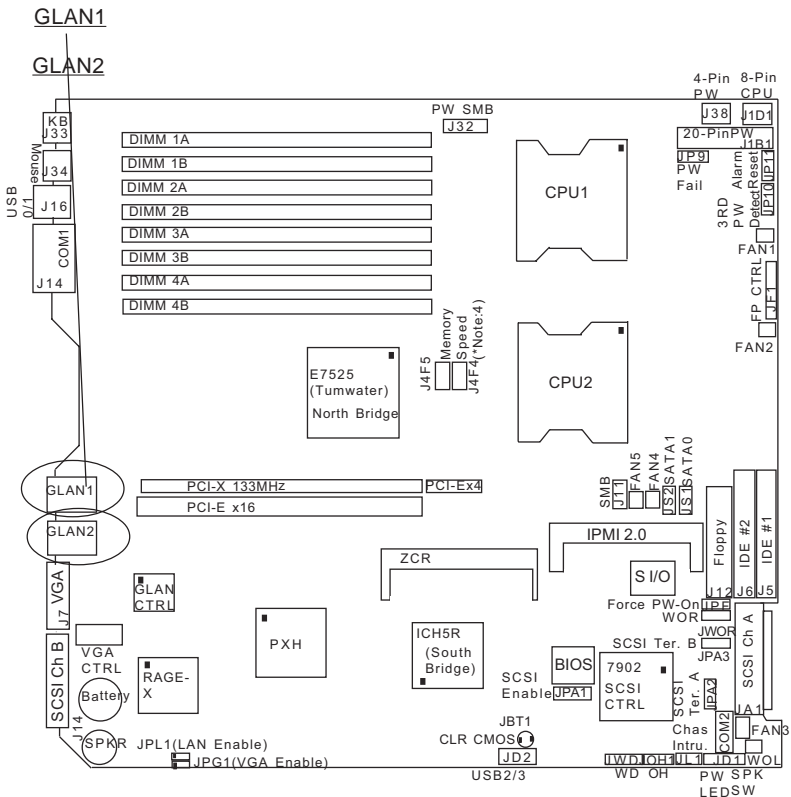 GLAN1
GLAN2
4-Pin PW
8-Pin CPU
PW SMB
J32
J38
J1D1
20-PinPW
J1B1
JP9
PW Fail
Alarm Reset
JP11
3RD PW Detect
JP10
FAN1
FP CTRL
JF1
FAN2
KB
J33
Mouse
J34
USB 0/1
J16
COM1
J14
DIMM 1A
DIMM 1B
DIMM 2A
DIMM 2B
DIMM 3A
DIMM 3B
DIMM 4A
DIMM 4B
CPU1
CPU2
E7525
(Tumwater)
North Bridge
J4F5
Memory
Speed
J4F4(*Note:4)
GLAN1
GLAN2
PCI-X 133MHz
PCI-Ex4
PCI-E x16
SMB
J11
FAN5
FAN4
JS2 SATA1
JS1 SATA0
ZCR
IPMI 2.0
S I/O
Floppy
J12
IDE #2
J6
IDE #1
J5
VGA
J7
GLAN CTRL
VGA CTRL
SCSI Ch B
J14
Battery
SPKR
RAGE-X
PXH
ICH5R
(South Bridge)
BIOS
SCSI Enable
JPA1
7902
SCSI CTRL
Force PW-On
JPF
WOR
JWOR
SCSI Ter. B
JPA3
SCSI Ter. A
JPA2
SCSI Ch A
JA1
Chas Intru.
COM2
FAN3
JPL1(LAN Enable)
JPG1(VGA Enable)
JBT1
CLR CMOS
JD2
USB2/3
JWD
JOH1
JL1
JD1
WOL
WD
OH
PW LED
SPK
SW